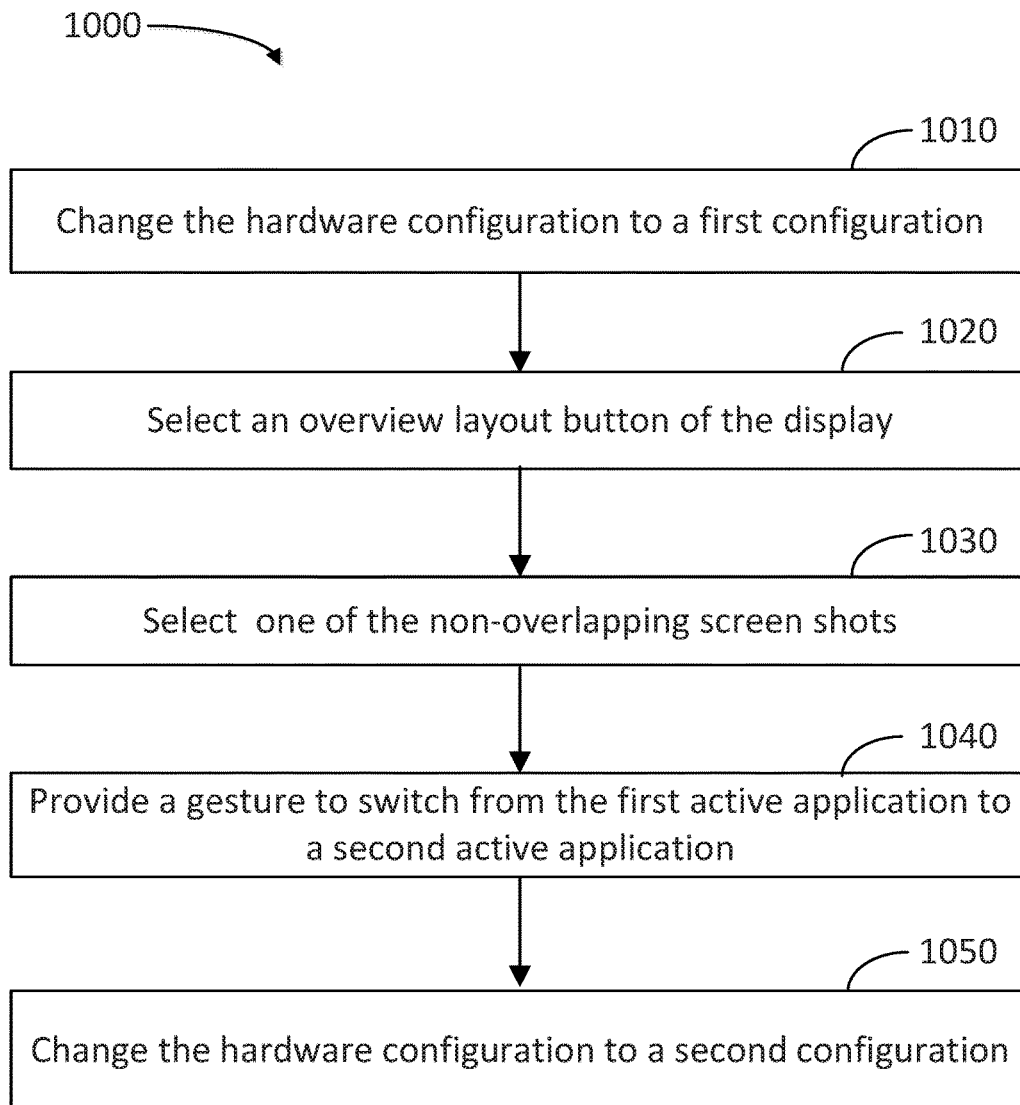 1000
1010
Change the hardware configuration to a first configuration
1020
Select an overview layout button of the display
1030
Select one of the non-overlapping screen shots
1040
Provide a gesture to switch from the first active application to
a second active application
1050
Change the hardware configuration to a second configuration